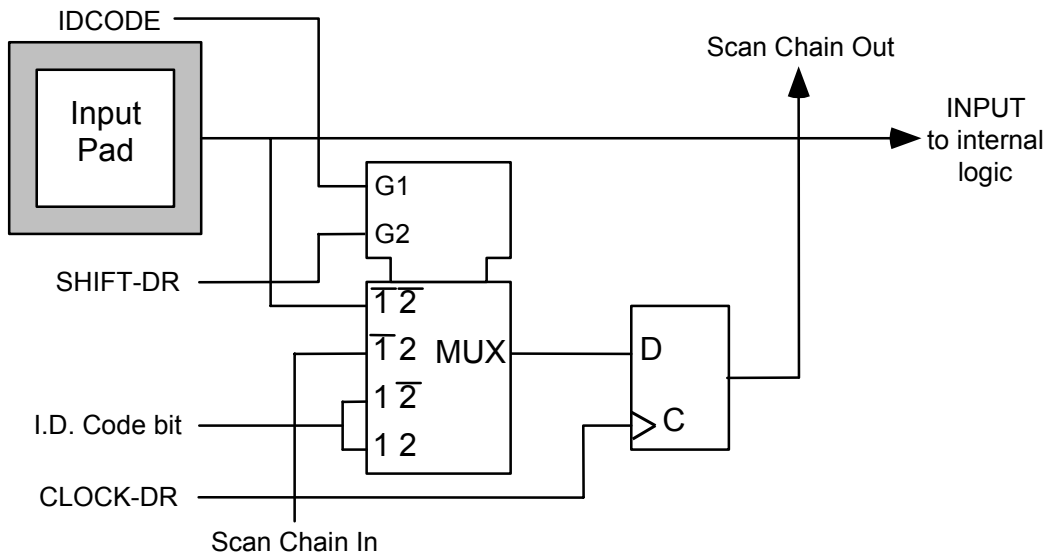 IDCODE
Scan Chain Out
Input
Pad
INPUT
to internal
logic
G1
G2
SHIFT-DR
1̅ 2̅
1̅ 2
MUX
D
1 2̅
I.D. Code bit
1 2
C
CLOCK-DR
Scan Chain In